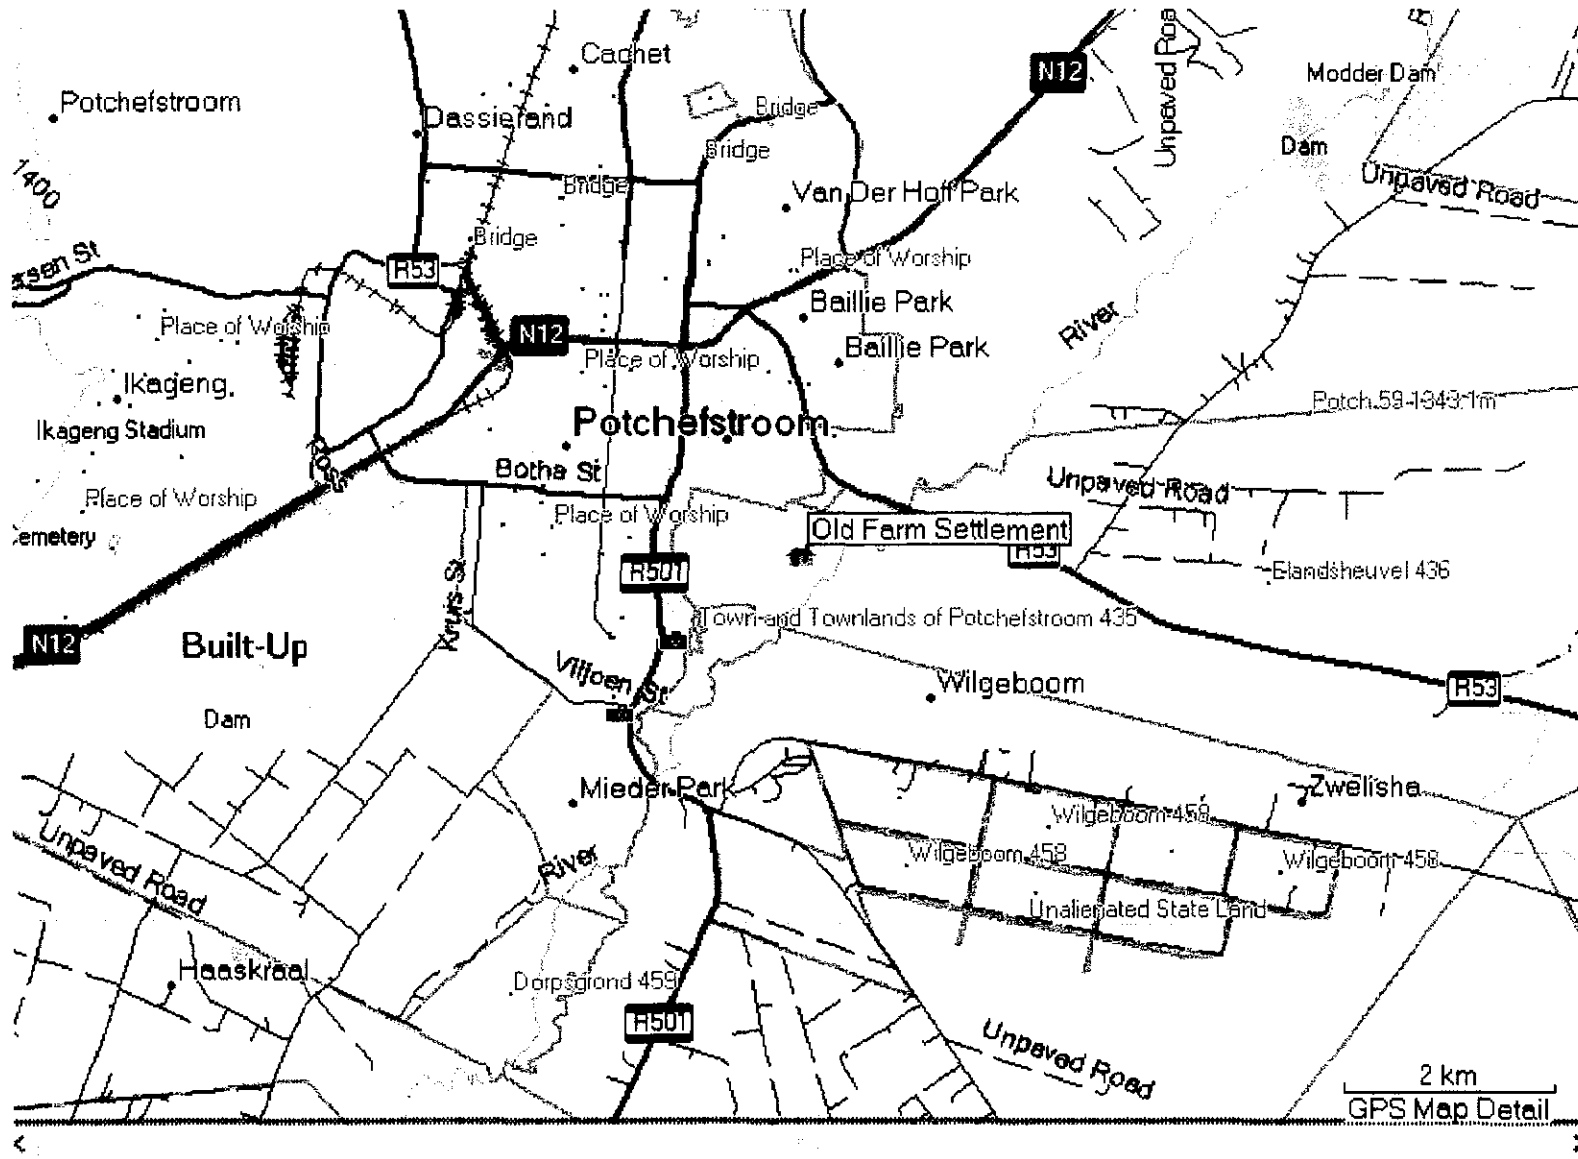 Cachet
N12
Unpaved Roa
Modder Dam
Potchefstroom
Dassierand
Bridge
Bridge
Dam
1400
Bridge
Van Der Hoff Park
Unpaved Road
Bridge
rsen St
R53
Place of Worship
Baillie Park
River
Place of Worship
N12
Place of Worship
Baillie Park
Ikageng
Potch 59-1343.1m
Ikageng Stadium
Potchefstroom
Botha St
Unpaved Road
Place of Worship
Place of Worship
Old Farm Settlement
emetery
R53
R501
Elandsheuvel 436
Kruis-St
Town and Townlands of Potchefstroom 435
N12
Built-Up
Viljoen St
Wilgeboom
R53
Dam
Mieder Park
Zwelisha
Wilgeboom 458
Unpaved Road
River
Wilgeboom 458
Wilgeboom 458
Unalienated State Land
Haaskraal
Dorpsgrond 459
R501
Unpaved Road
2 km
GPS Map Detail